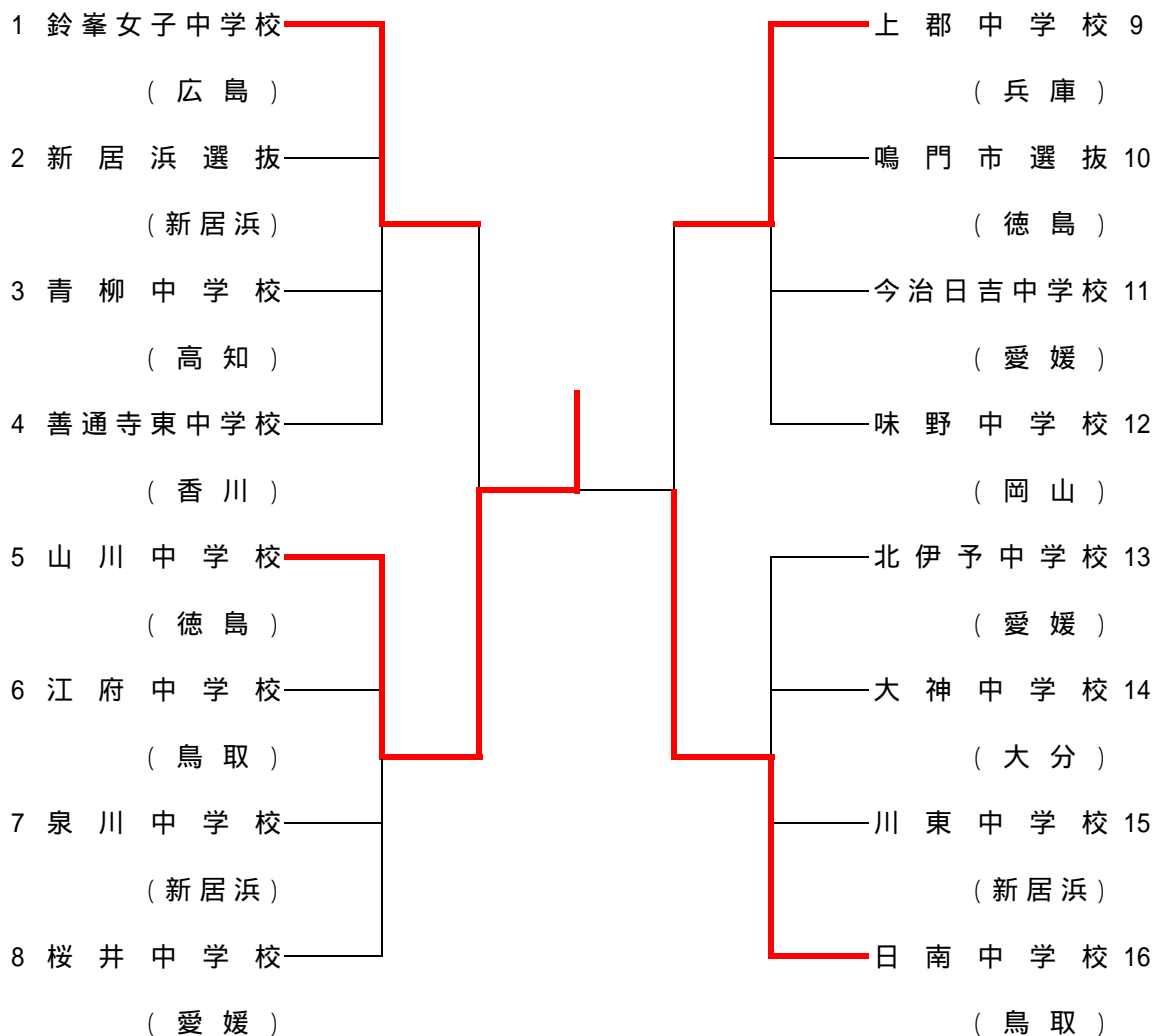 1 鈴峯女子中学校
(広島)
2 新居浜選抜
(新居浜)
3 青柳中学校
(高知)
4 善通寺東中学校
(香川)
5 山川中学校
(徳島)
6 江府中学校
(鳥取)
7 泉川中学校
(新居浜)
8 桜井中学校
(愛媛)
上郡中学校 9
(兵庫)
鳴門市選抜 10
(徳島)
今治日吉中学校 11
(愛媛)
味野中学校 12
(岡山)
北伊予中学校 13
(愛媛)
大神中学校 14
(大分)
川東中学校 15
(新居浜)
日南中学校 16
(鳥取)